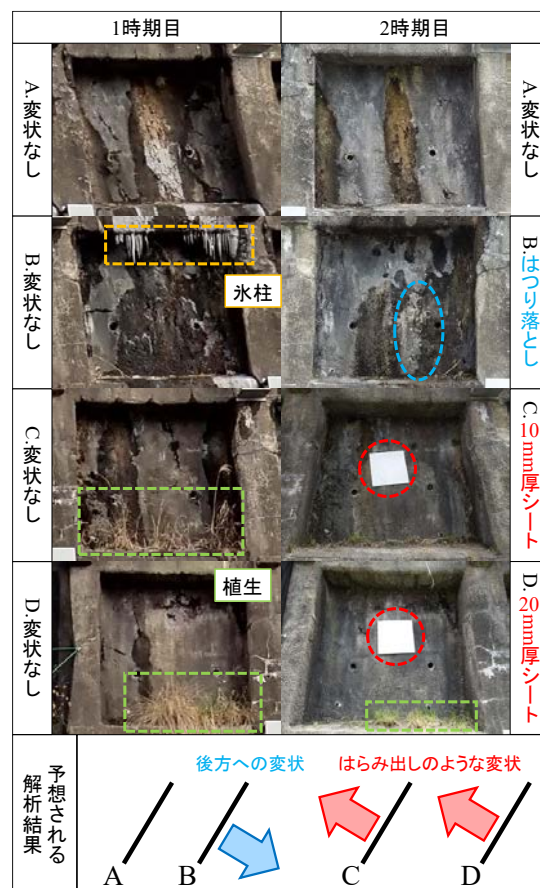 1時期目
2時期目
A.変状なし
A.変状なし
B.変状なし
氷柱
B.はつり落とし
C.変状なし
C.10mm厚シート
D.変状なし
植生
D.20mm厚シート
予想される
解析結果
後方への変状
はらみ出しのような変状
A
B
C
D